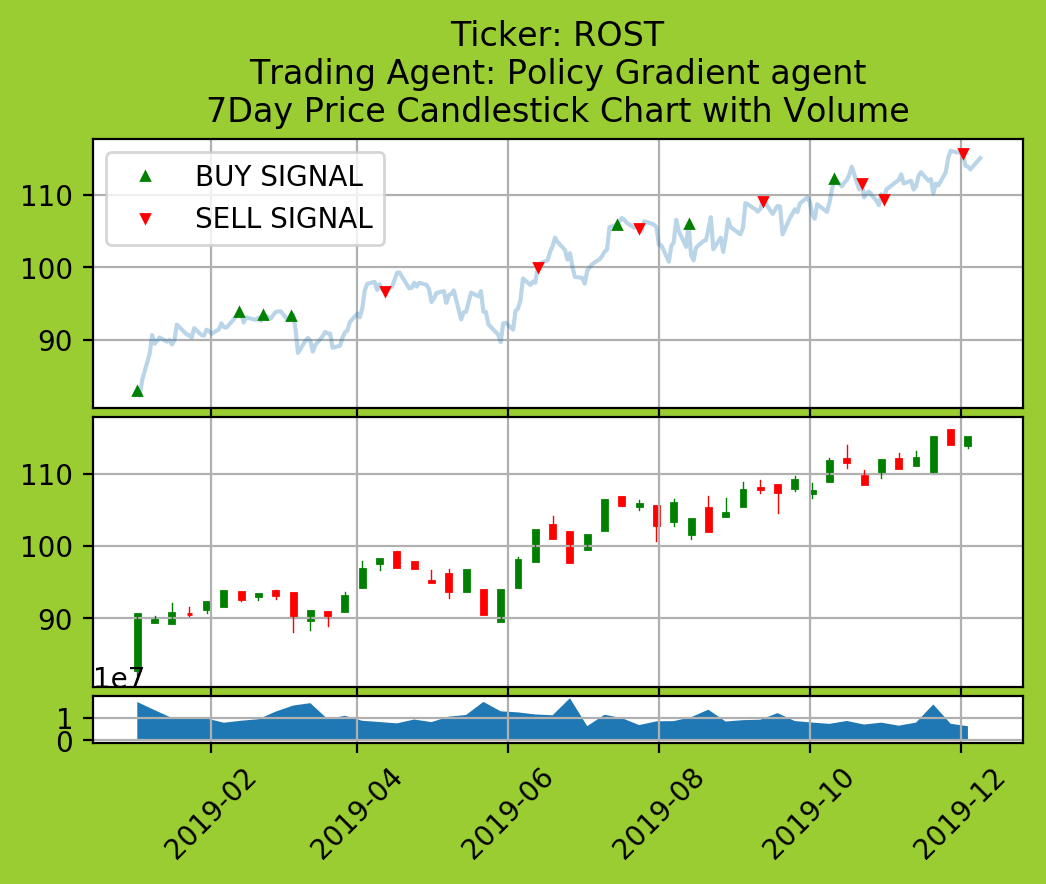 Ticker: ROST
Trading Agent: Policy Gradient agent
7Day Price Candlestick Chart with Volume
BUY SIGNAL
SELL SIGNAL
110
100
90
110
100
90
1e7
1
0
2019-02
2019-04
2019-06
2019-08
2019-10
2019-12